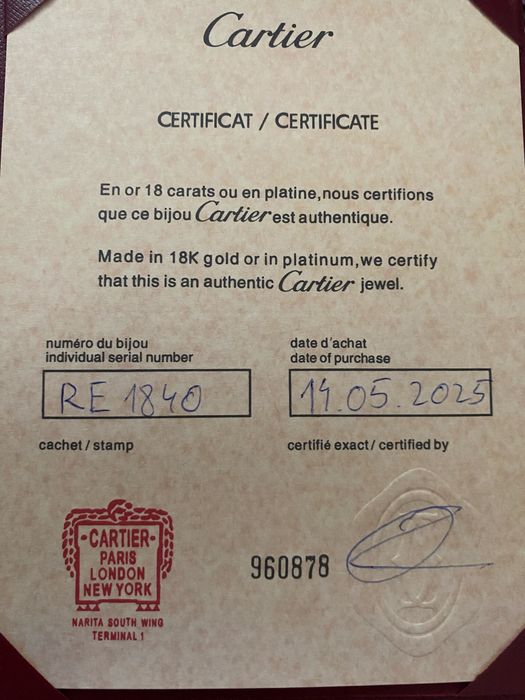 Cartier
CERTIFICAT / CERTIFICATE
En or 18 carats ou en platine,nous certifions
que ce bijou Cartier est authentique.
Made in 18K gold or in platinum,we certify
that this is an authentic Cartier jewel.
numéro du bijou
individual serial number
RE 1840
date d'achat
date of purchase
14.05.2025
cachet / stamp
certifié exact / certified by
·CARTIER·
PARIS
LONDON
NEW YORK
NARITA SOUTH WING
TERMINAL 1
960878